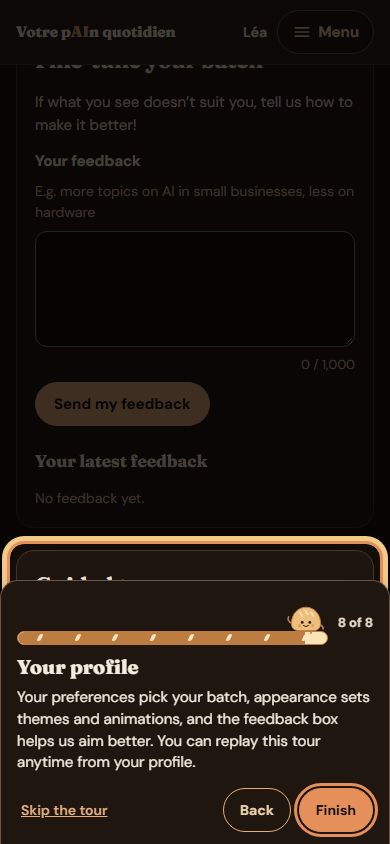 Votre pAIn quotidien
Léa
Menu
Fine-tune your batch
If what you see doesn’t suit you, tell us how to
make it better!
Your feedback
E.g. more topics on AI in small businesses, less on
hardware
0 / 1,000
Send my feedback
Your latest feedback
No feedback yet.
8 of 8
Your profile
Your preferences pick your batch, appearance sets
themes and animations, and the feedback box
helps us aim better. You can replay this tour
anytime from your profile.
Skip the tour
Back
Finish